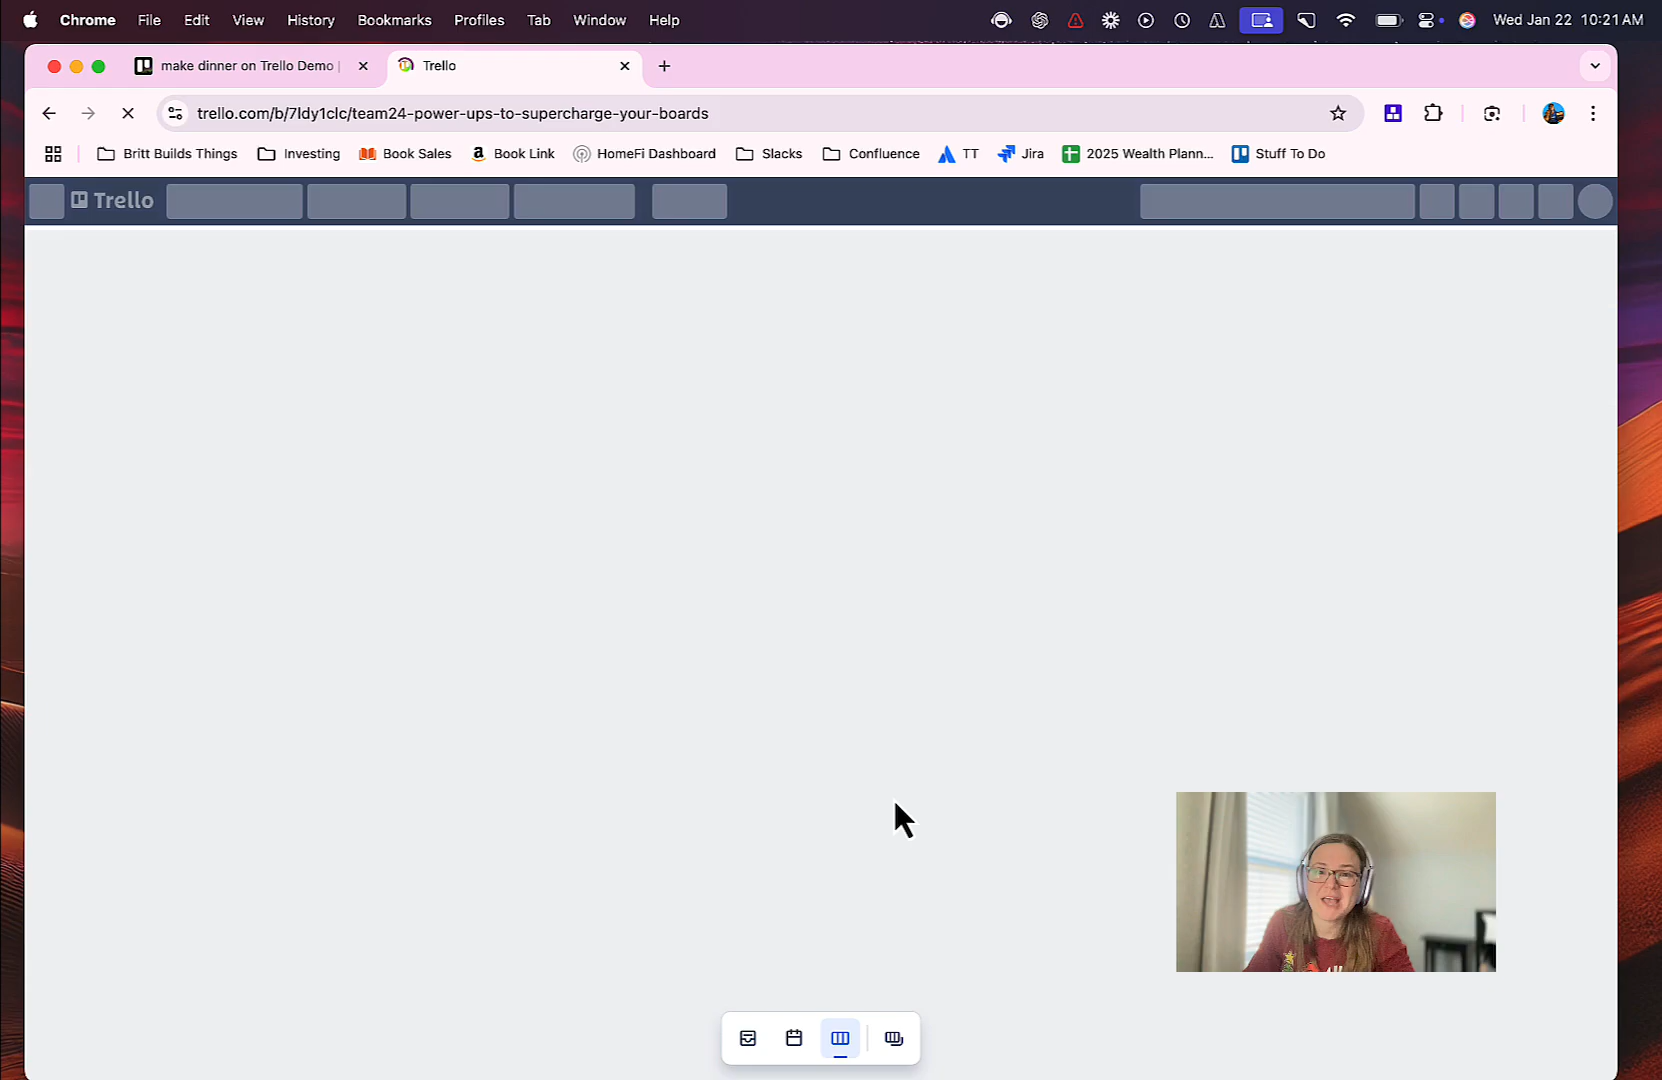 Chrome File Edit View History Bookmarks Profiles Tab Window Help Wed Jan 22 10:21 AM
make dinner on Trello Demo | Trello
trello.com/b/7ldy1clc/team24-power-ups-to-supercharge-your-boards
Britt Builds Things Investing Book Sales Book Link HomeFi Dashboard Slacks Confluence TT Jira 2025 Wealth Plann... Stuff To Do
Trello